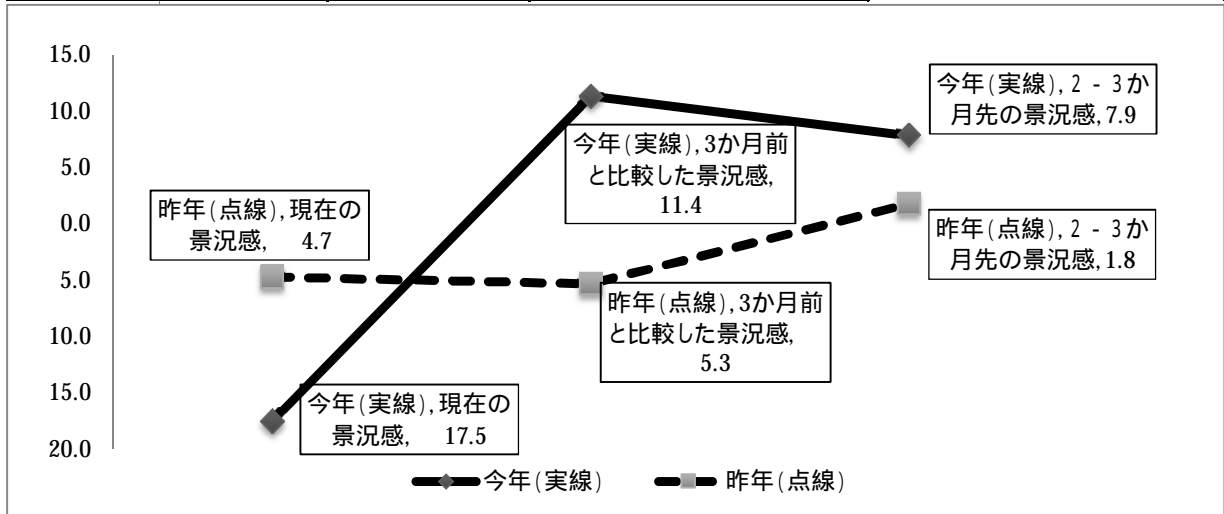 15.0
10.0
5.0
0.0
5.0
10.0
15.0
20.0
今年(実線), 2 - 3か
月先の景況感, 7.9
今年(実線), 3か月前
と比較した景況感,
11.4
昨年(点線), 現在の
景況感, 4.7
昨年(点線), 2 - 3か
月先の景況感, 1.8
昨年(点線), 3か月前
と比較した景況感,
5.3
今年(実線), 現在の
景況感, 17.5
今年(実線)
昨年(点線)